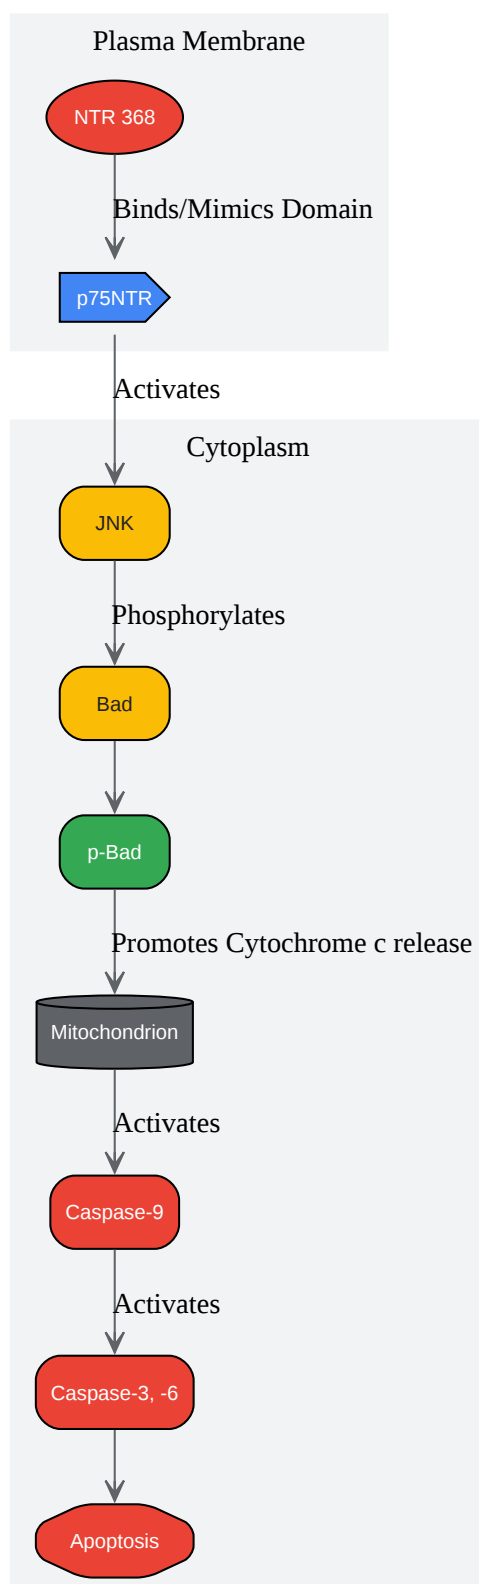 Plasma Membrane
NTR 368
Binds/Mimics Domain
p75NTR
Activates
Cytoplasm
JNK
Phosphorylates
Bad
p-Bad
Promotes Cytochrome c release
Mitochondrion
Activates
Caspase-9
Activates
Caspase-3, -6
Apoptosis